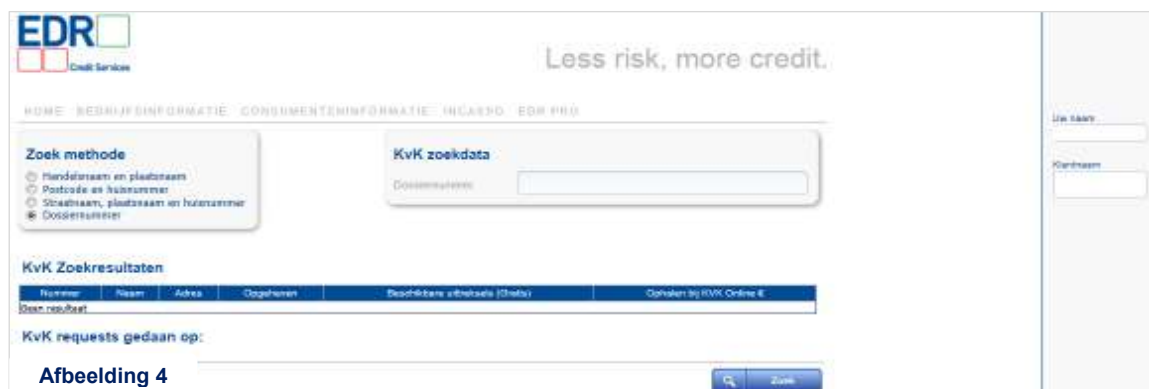 EDR
Credit Services
Less risk, more credit.
HOME BEDRIJFSINFORMATIE CONSUMENTENINFORMATIE INCASSO EDR PRO
Uw naam
Klantnaam
Zoek methode
Handelsnaam en plaatsnaam
Postcode en huisnummer
Straatnaam, plaatsnaam en huisnummer
Dossiernummer
KvK zoekdata
Dossiernummer
KvK Zoekresultaten
Nummer Naam Adres Opgeheven Beschikbare uittreksels (Gratis) Ophalen bij KVK Online €
Geen resultaat
KvK requests gedaan op:
Afbeelding 4
Zoek